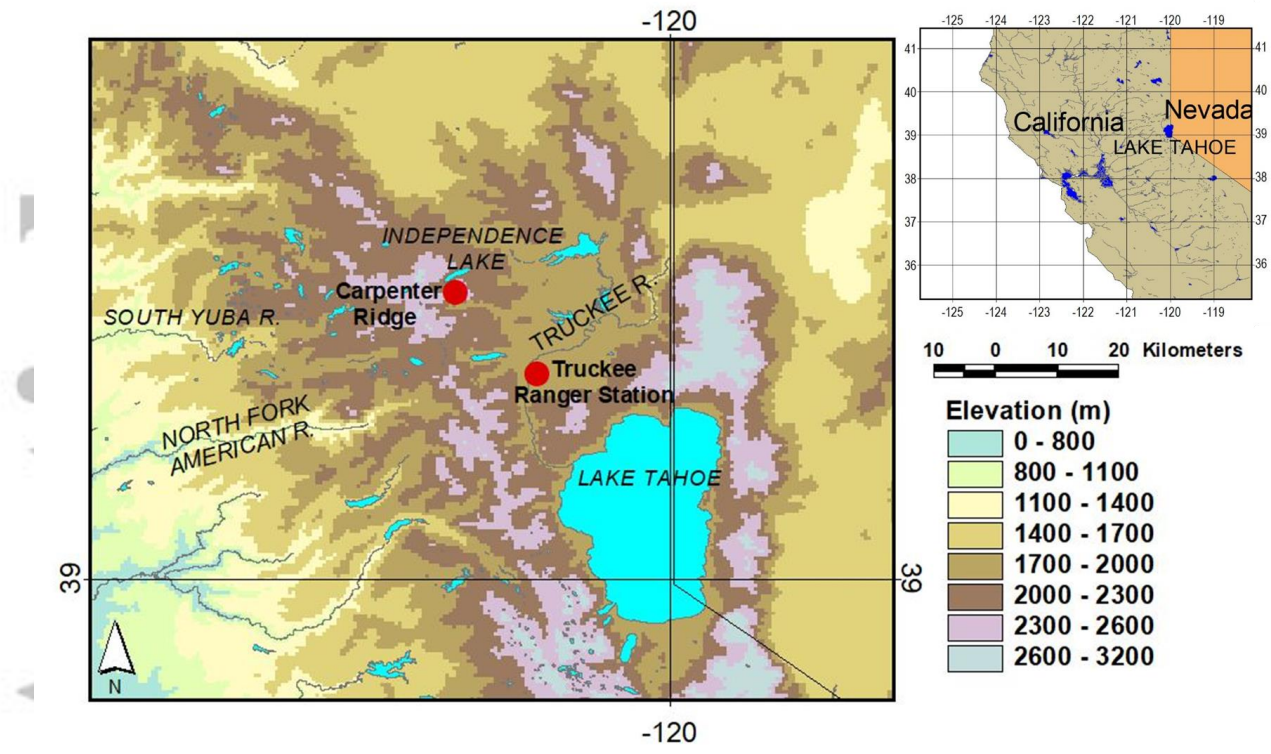 -120
INDEPENDENCE
LAKE
Carpenter
Ridge
SOUTH YUBA R.
TRUCKEE R.
Truckee
Ranger Station
NORTH FORK
AMERICAN R.
LAKE TAHOE
39
39
N
-120
-125 -124 -123 -122 -121 -120 -119
41 41
40 40
39 39
38 38
37 37
36 36
California
Nevada
LAKE TAHOE
-125 -124 -123 -122 -121 -120 -119
10 0 10 20 Kilometers
Elevation (m)
0 - 800
800 - 1100
1100 - 1400
1400 - 1700
1700 - 2000
2000 - 2300
2300 - 2600
2600 - 3200